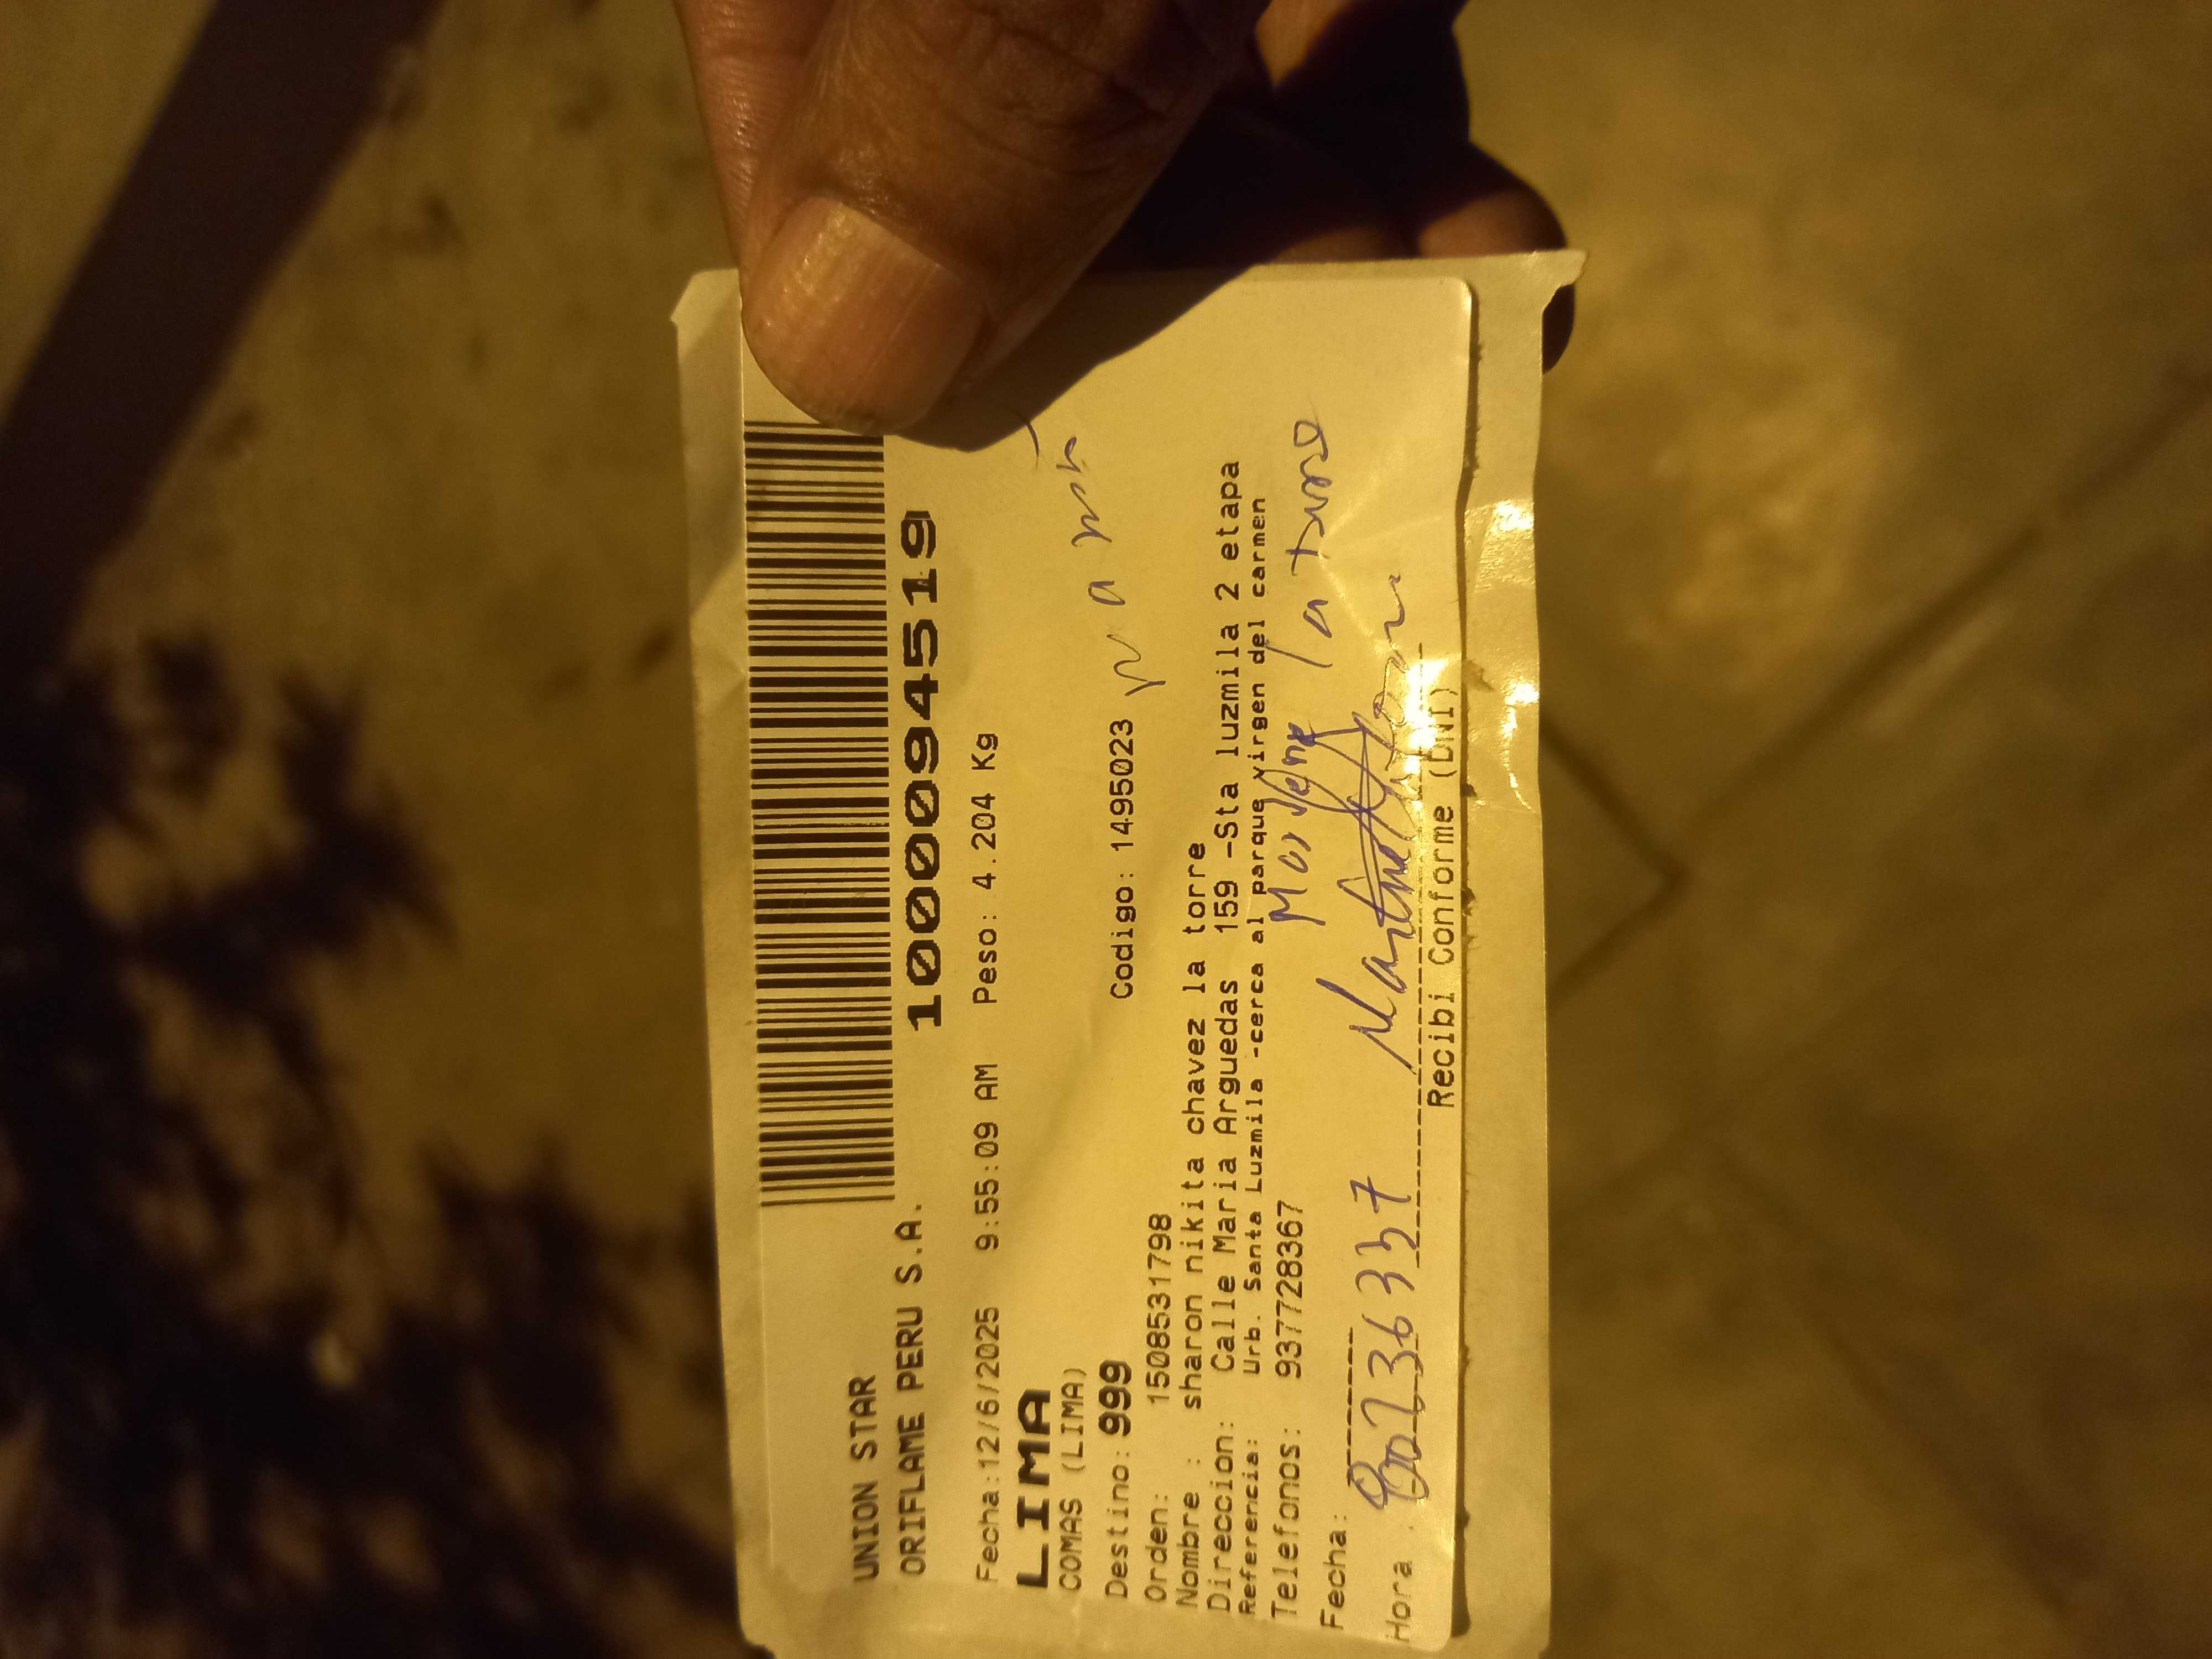 UNION STAR
ORIFLAME PERU S.A.
1000094519
Fecha:12/6/2025 9:55:09 AM Peso: 4.204 Kg
LIMA
COMAS (LIMA)
Destino: 999 Codigo: 1495023
mamá
Orden: 1508531798
Nombre : sharon nikita chavez la torre
Direccion: Calle Maria Arguedas 159 -Sta luzmila 2 etapa
Referencia: Urb. Santa Luzmila -cerca al parque virgen del carmen
Telefonos: 937728367
la torre
Fecha:
Hora :
Recibi Conforme (DNI)